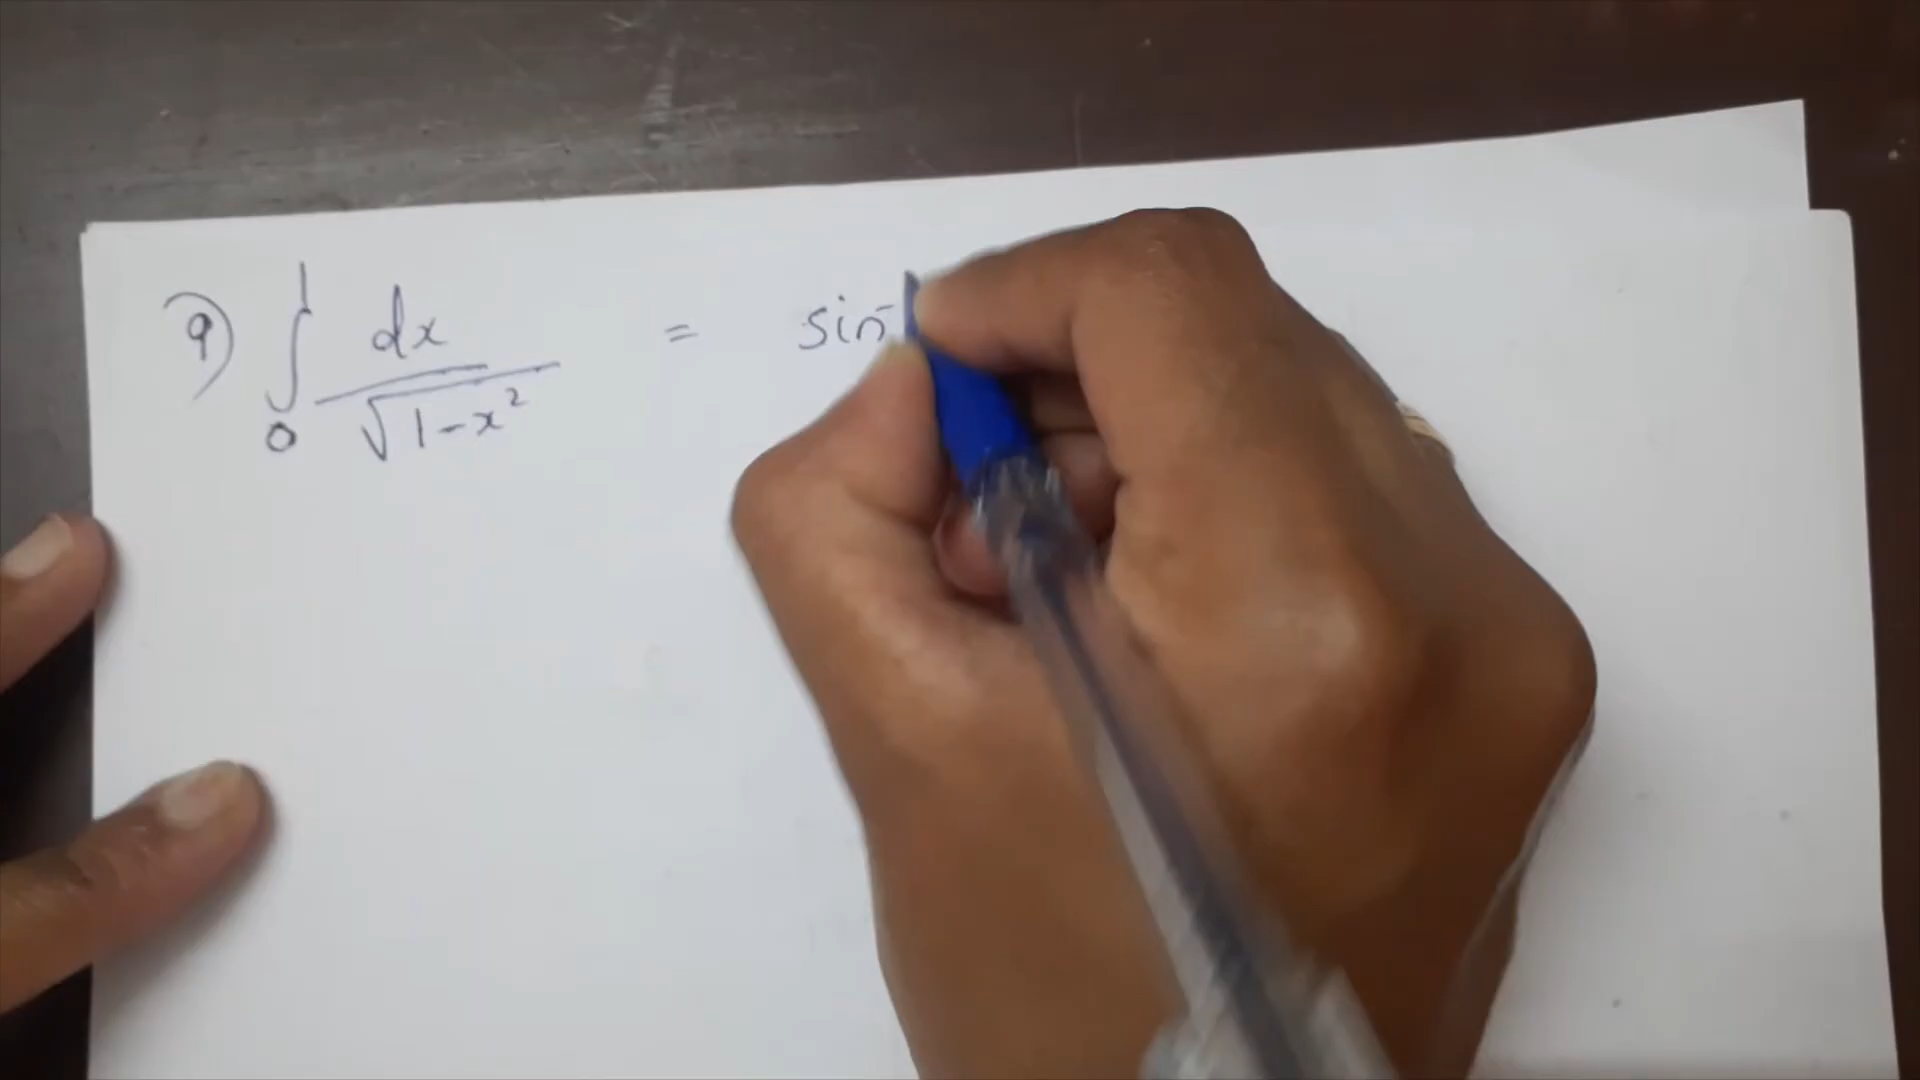 9) ∫₀¹ dx / √(1-x²) = sin⁻